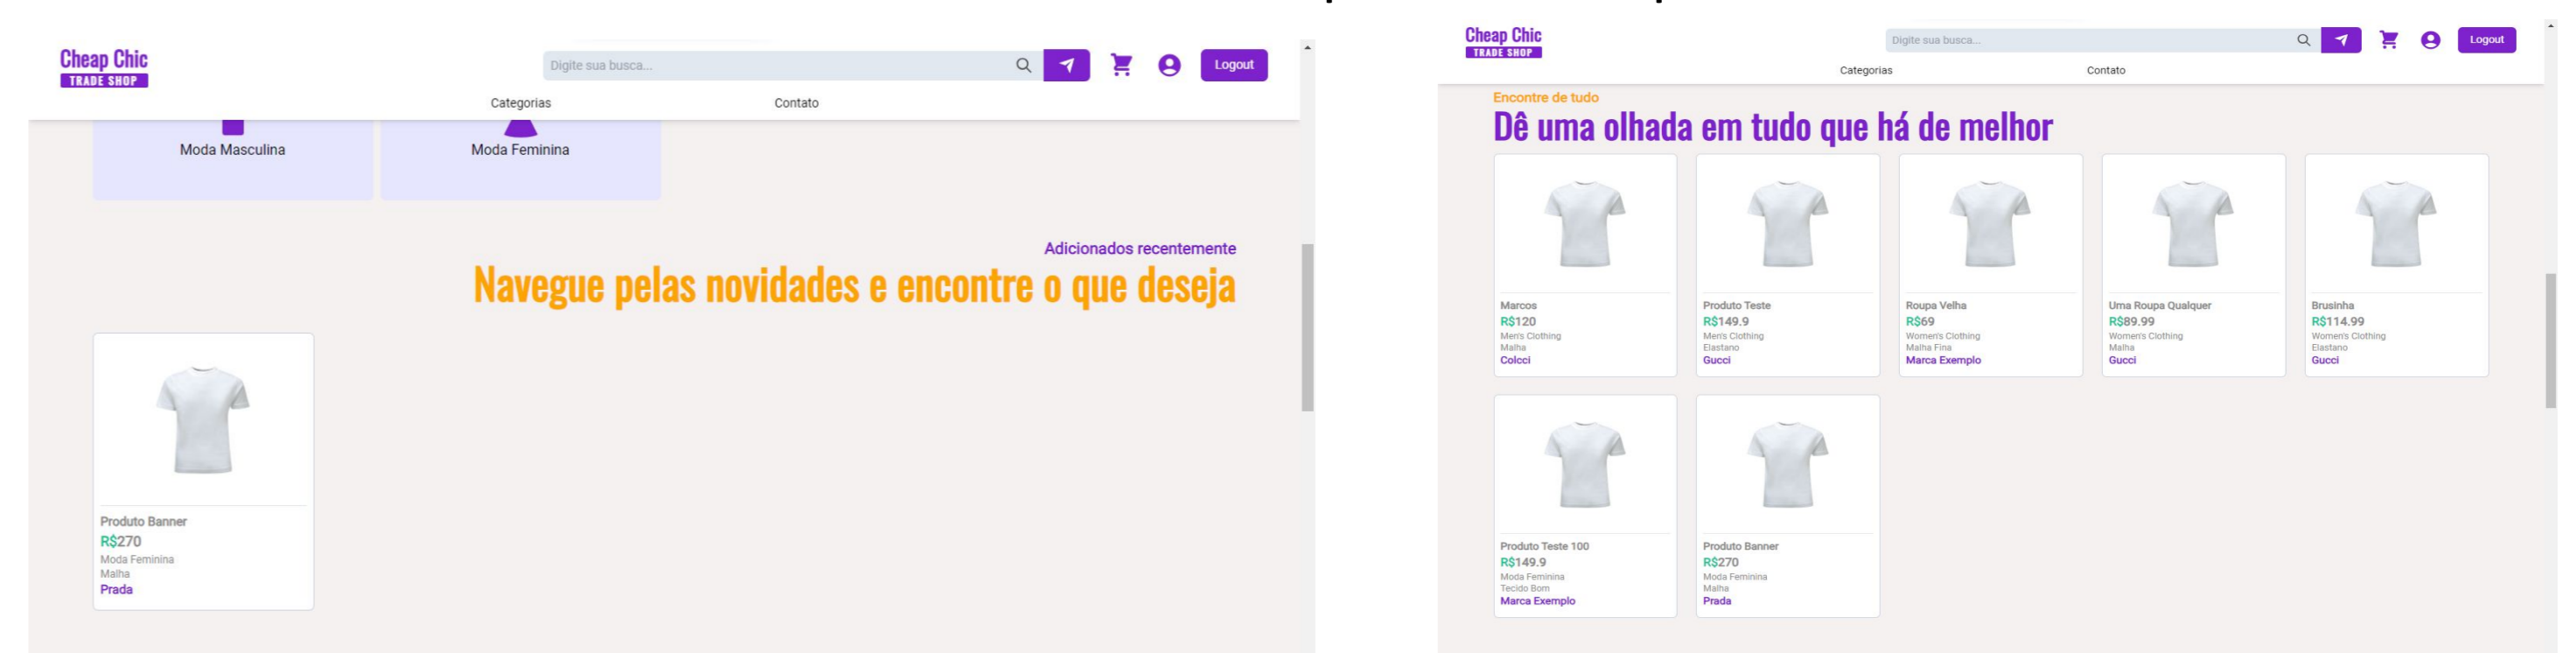 Cheap Chic
TRADE SHOP
Digite sua busca...
Logout
Categorias
Contato
Moda Masculina
Moda Feminina
Adicionados recentemente
Navegue pelas novidades e encontre o que deseja
Produto Banner
R$270
Moda Feminina
Malha
Prada
Cheap Chic
TRADE SHOP
Digite sua busca...
Logout
Categorias
Contato
Encontre de tudo
Dê uma olhada em tudo que há de melhor
Marcos
R$120
Men's Clothing
Malha
Colcci
Produto Teste
R$149.9
Men's Clothing
Elastano
Gucci
Roupa Velha
R$69
Women's Clothing
Malha Fina
Marca Exemplo
Uma Roupa Qualquer
R$89.99
Women's Clothing
Malha
Gucci
Brusinha
R$114.99
Women's Clothing
Elastano
Gucci
Produto Teste 100
R$149.9
Moda Feminina
Tecido Bom
Marca Exemplo
Produto Banner
R$270
Moda Feminina
Malha
Prada